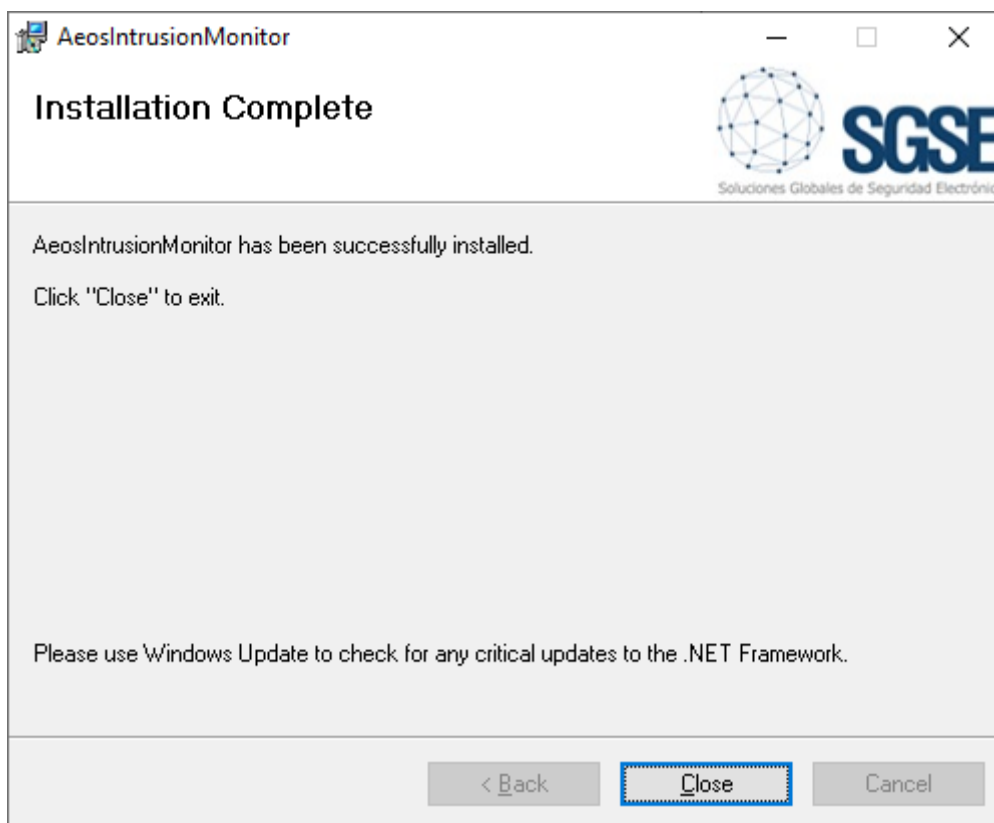 AeosIntrusionMonitor
Installation Complete
SGSE
Soluciones Globales de Seguridad Electrónic
AeosIntrusionMonitor has been successfully installed.
Click "Close" to exit.
Please use Windows Update to check for any critical updates to the .NET Framework.
< Back
Close
Cancel